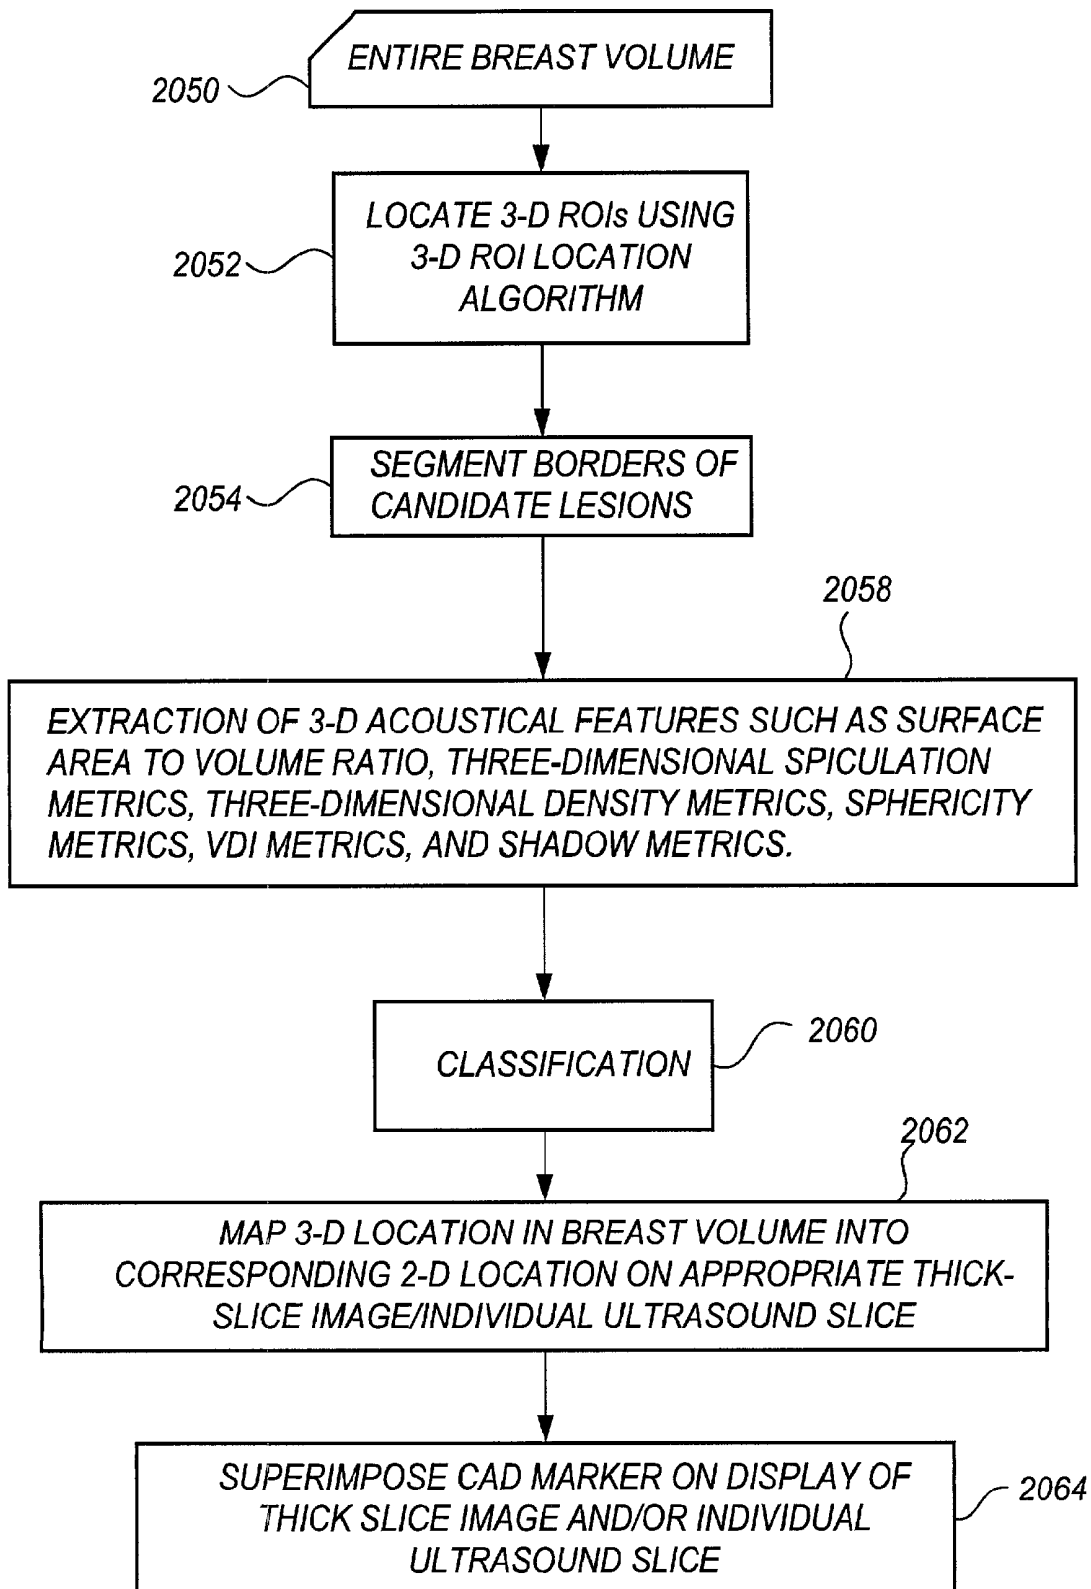 ENTIRE BREAST VOLUME
2050
LOCATE 3-D ROIs USING
3-D ROI LOCATION
ALGORITHM
2052
SEGMENT BORDERS OF
CANDIDATE LESIONS
2054
2058
EXTRACTION OF 3-D ACOUSTICAL FEATURES SUCH AS SURFACE
AREA TO VOLUME RATIO, THREE-DIMENSIONAL SPICULATION
METRICS, THREE-DIMENSIONAL DENSITY METRICS, SPHERICITY
METRICS, VDI METRICS, AND SHADOW METRICS.
CLASSIFICATION
2060
2062
MAP 3-D LOCATION IN BREAST VOLUME INTO
CORRESPONDING 2-D LOCATION ON APPROPRIATE THICK-
SLICE IMAGE/INDIVIDUAL ULTRASOUND SLICE
SUPERIMPOSE CAD MARKER ON DISPLAY OF
THICK SLICE IMAGE AND/OR INDIVIDUAL
ULTRASOUND SLICE
2064